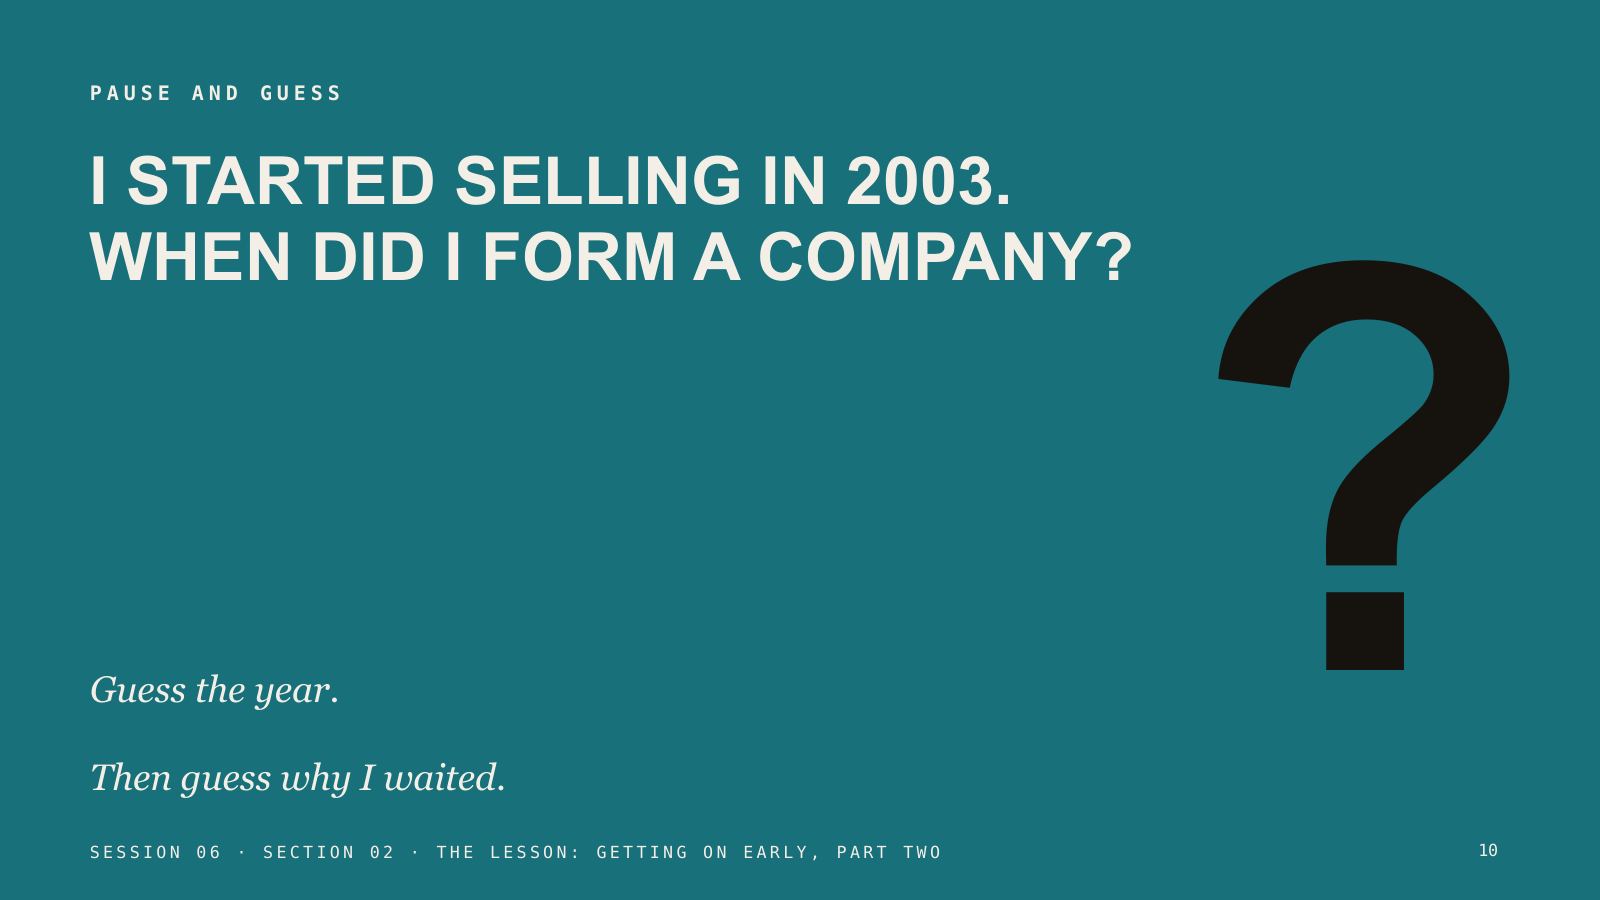 PAUSE AND GUESS
I STARTED SELLING IN 2003.
WHEN DID I FORM A COMPANY?
?
Guess the year.
Then guess why I waited.
SESSION 06 · SECTION 02 · THE LESSON: GETTING ON EARLY, PART TWO
10